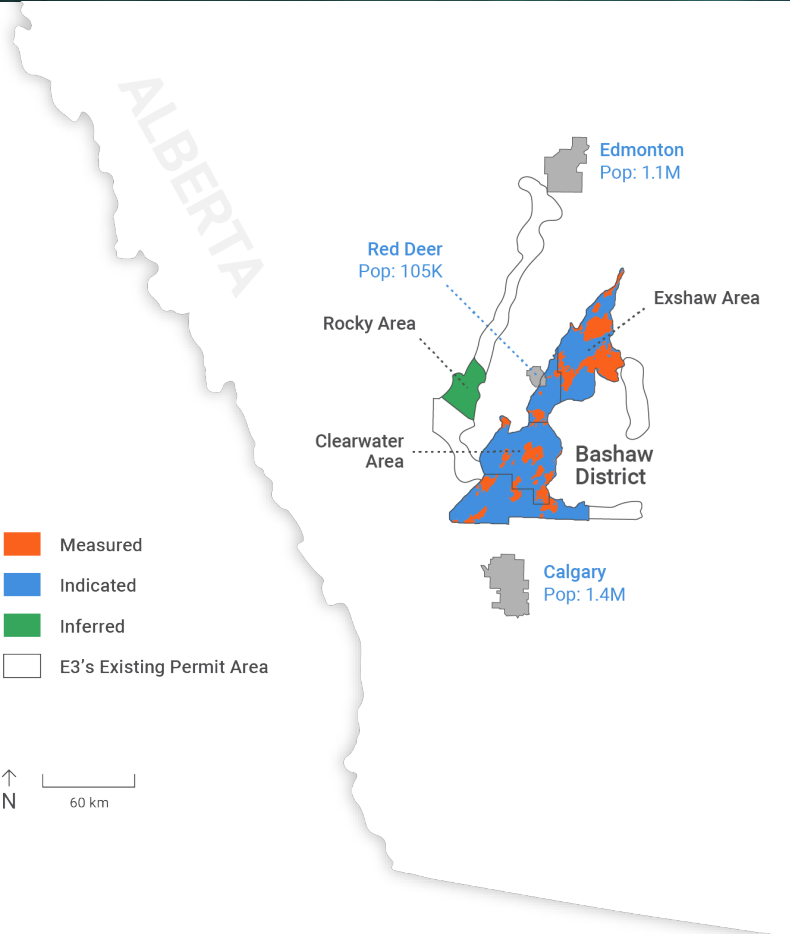 ALBERTA
Edmonton
Pop: 1.1M
Red Deer
Pop: 105K
Exshaw Area
Rocky Area
Clearwater
Area
Bashaw
District
Calgary
Pop: 1.4M
Measured
Indicated
Inferred
E3’s Existing Permit Area
N
60 km